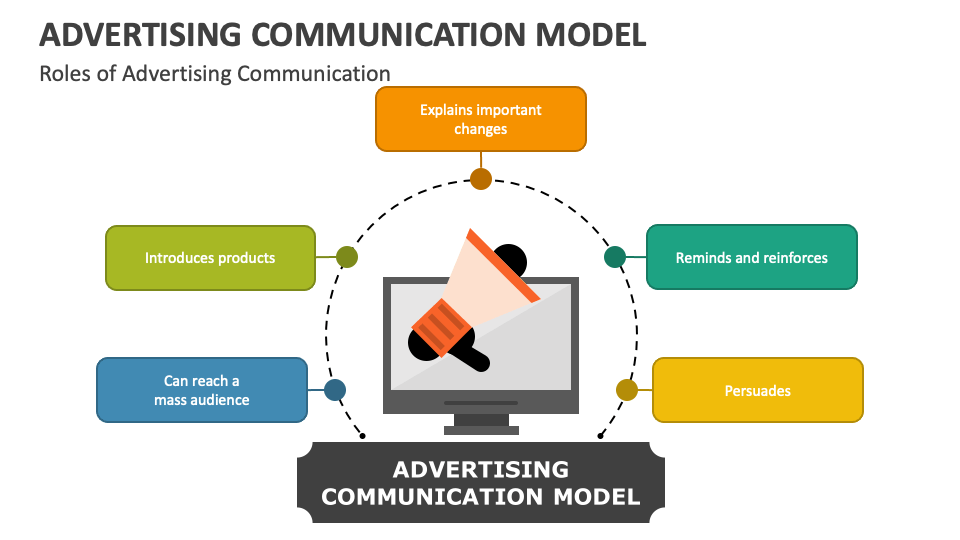 ADVERTISING COMMUNICATION MODEL
Roles of Advertising Communication
Explains important
changes
Introduces products
Reminds and reinforces
Can reach a
mass audience
Persuades
ADVERTISING
COMMUNICATION MODEL